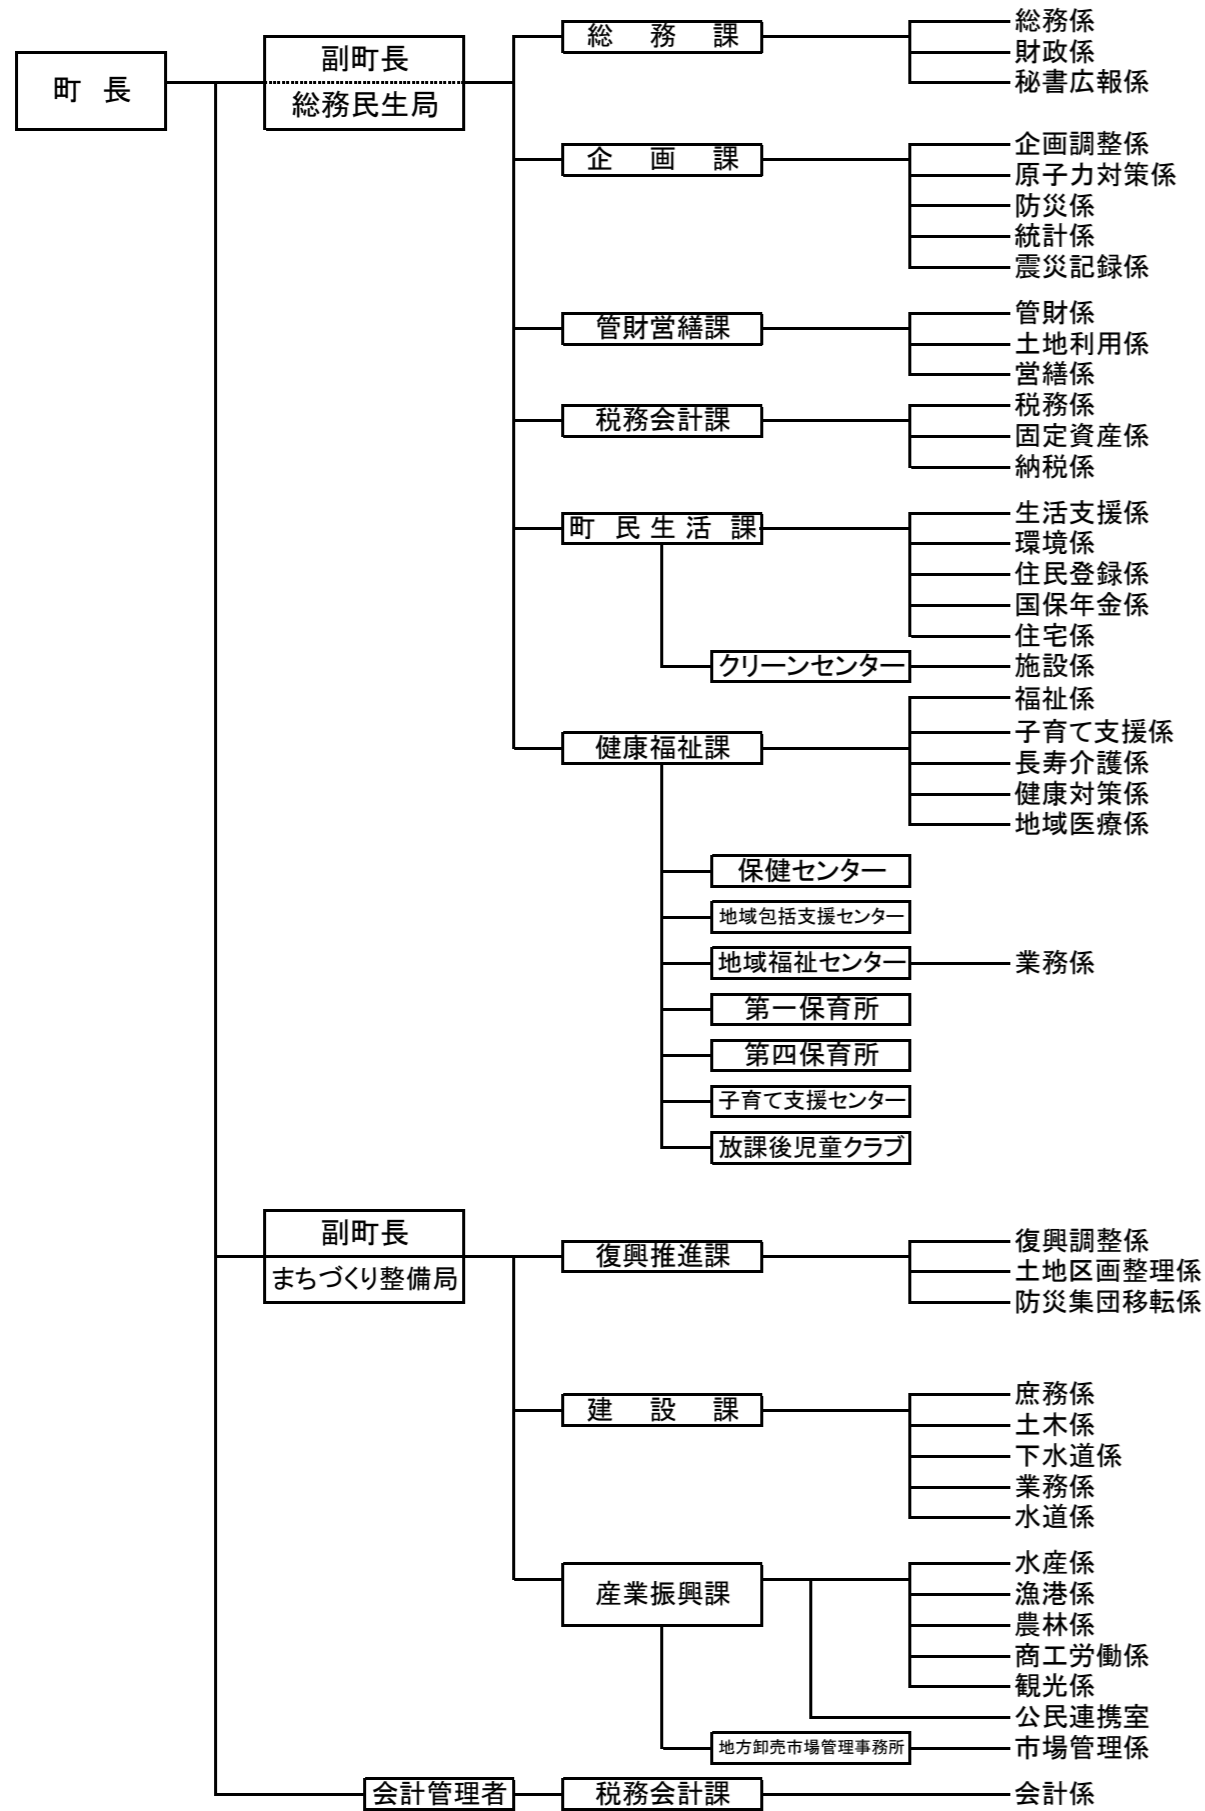 町 長
副町長
総務民生局
総 務 課
総務係
財政係
秘書広報係
企 画 課
企画調整係
原子力対策係
防災係
統計係
震災記録係
管財営繕課
管財係
土地利用係
営繕係
税務会計課
税務係
固定資産係
納税係
町 民 生 活 課
生活支援係
環境係
住民登録係
国保年金係
住宅係
クリーンセンター
施設係
健康福祉課
福祉係
子育て支援係
長寿介護係
健康対策係
地域医療係
保健センター
地域包括支援センター
地域福祉センター
業務係
第一保育所
第四保育所
子育て支援センター
放課後児童クラブ
副町長
まちづくり整備局
復興推進課
復興調整係
土地区画整理係
防災集団移転係
建 設 課
庶務係
土木係
下水道係
業務係
水道係
産業振興課
水産係
漁港係
農林係
商工労働係
観光係
公民連携室
地方卸売市場管理事務所
市場管理係
会計管理者
税務会計課
会計係